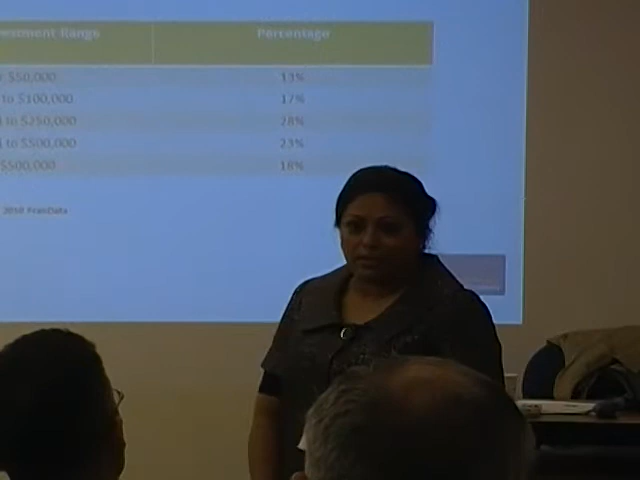 estment Range Percentage
$50,000 13%
to $100,000 17%
to $250,000 28%
to $500,000 23%
$500,000 18%
2010 FranData